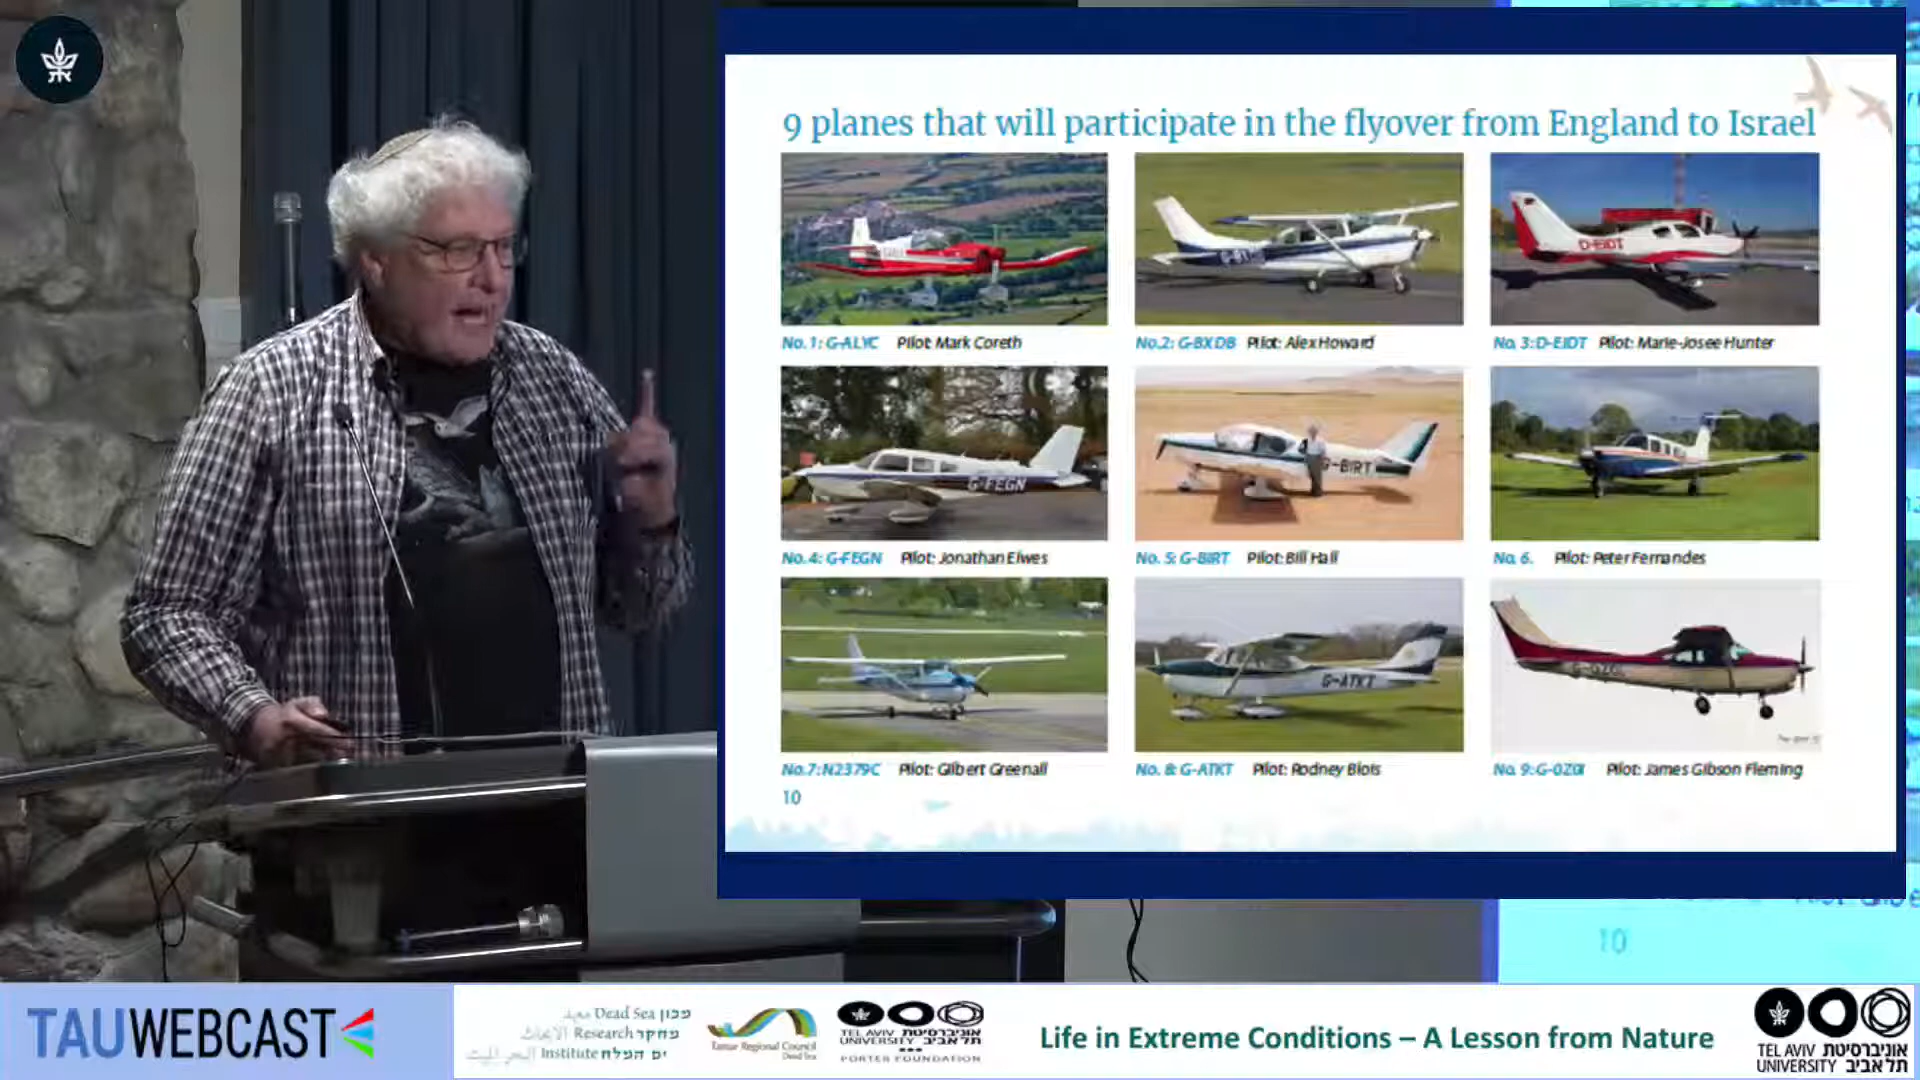 9 planes that will participate in the flyover from England to Israel
D-EIDT
No. 1: G-ALYC Pilot: Mark Coreth
No.2: G-BXDB Pilot: Alex Howard
No. 3: D-EIDT Pilot: Marie-Josee Hunter
G-FEGN
G-BIRT
No. 4: G-FEGN Pilot: Jonathan Elwes
No. 5: G-BIRT Pilot: Bill Hall
No. 6. Pilot: Peter Fernandes
G-ATKT
No.7: N2379C Pilot: Gilbert Greenall
No. 8: G-ATKT Pilot: Rodney Blois
No. 9: Pilot: James Gibson Fleming
10
10
TAUWEBCAST
Dead Sea מכון
Research מחקר
Institute ים המלח
Tamar Regional Council
Dead Sea
TEL AVIV אוניברסיטת
UNIVERSITY תל אביב
PORTER FOUNDATION
Life in Extreme Conditions – A Lesson from Nature
TEL AVIV אוניברסיטת
UNIVERSITY תל אביב